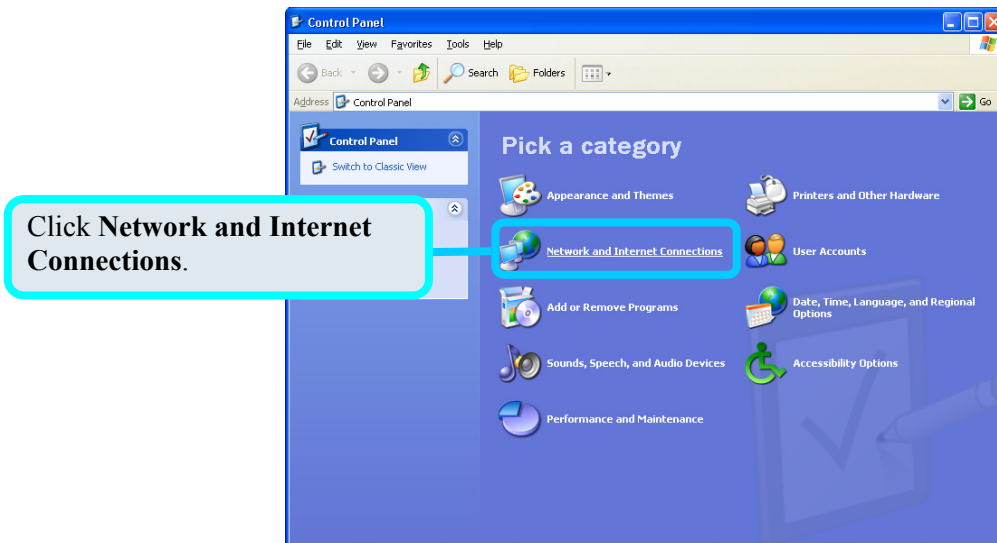 Control Panel
File Edit View Favorites Tools Help
Back Search Folders
Address Control Panel Go
Control Panel
Switch to Classic View
Pick a category
Appearance and Themes
Printers and Other Hardware
Click Network and Internet
Connections.
Network and Internet Connections
User Accounts
Add or Remove Programs
Date, Time, Language, and Regional
Options
Sounds, Speech, and Audio Devices
Accessibility Options
Performance and Maintenance